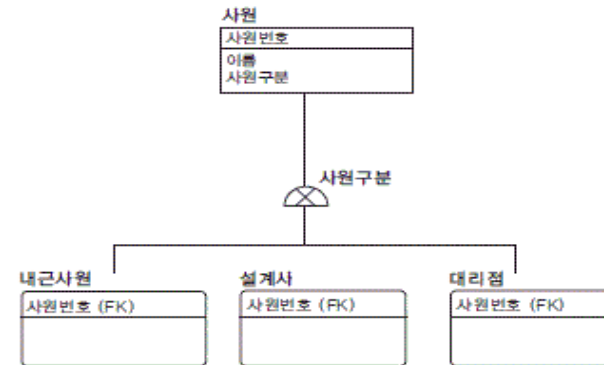 사원
사원번호
이름
사원구분
사원구분
내근사원
사원번호 (FK)
설계사
사원번호 (FK)
대리점
사원번호 (FK)